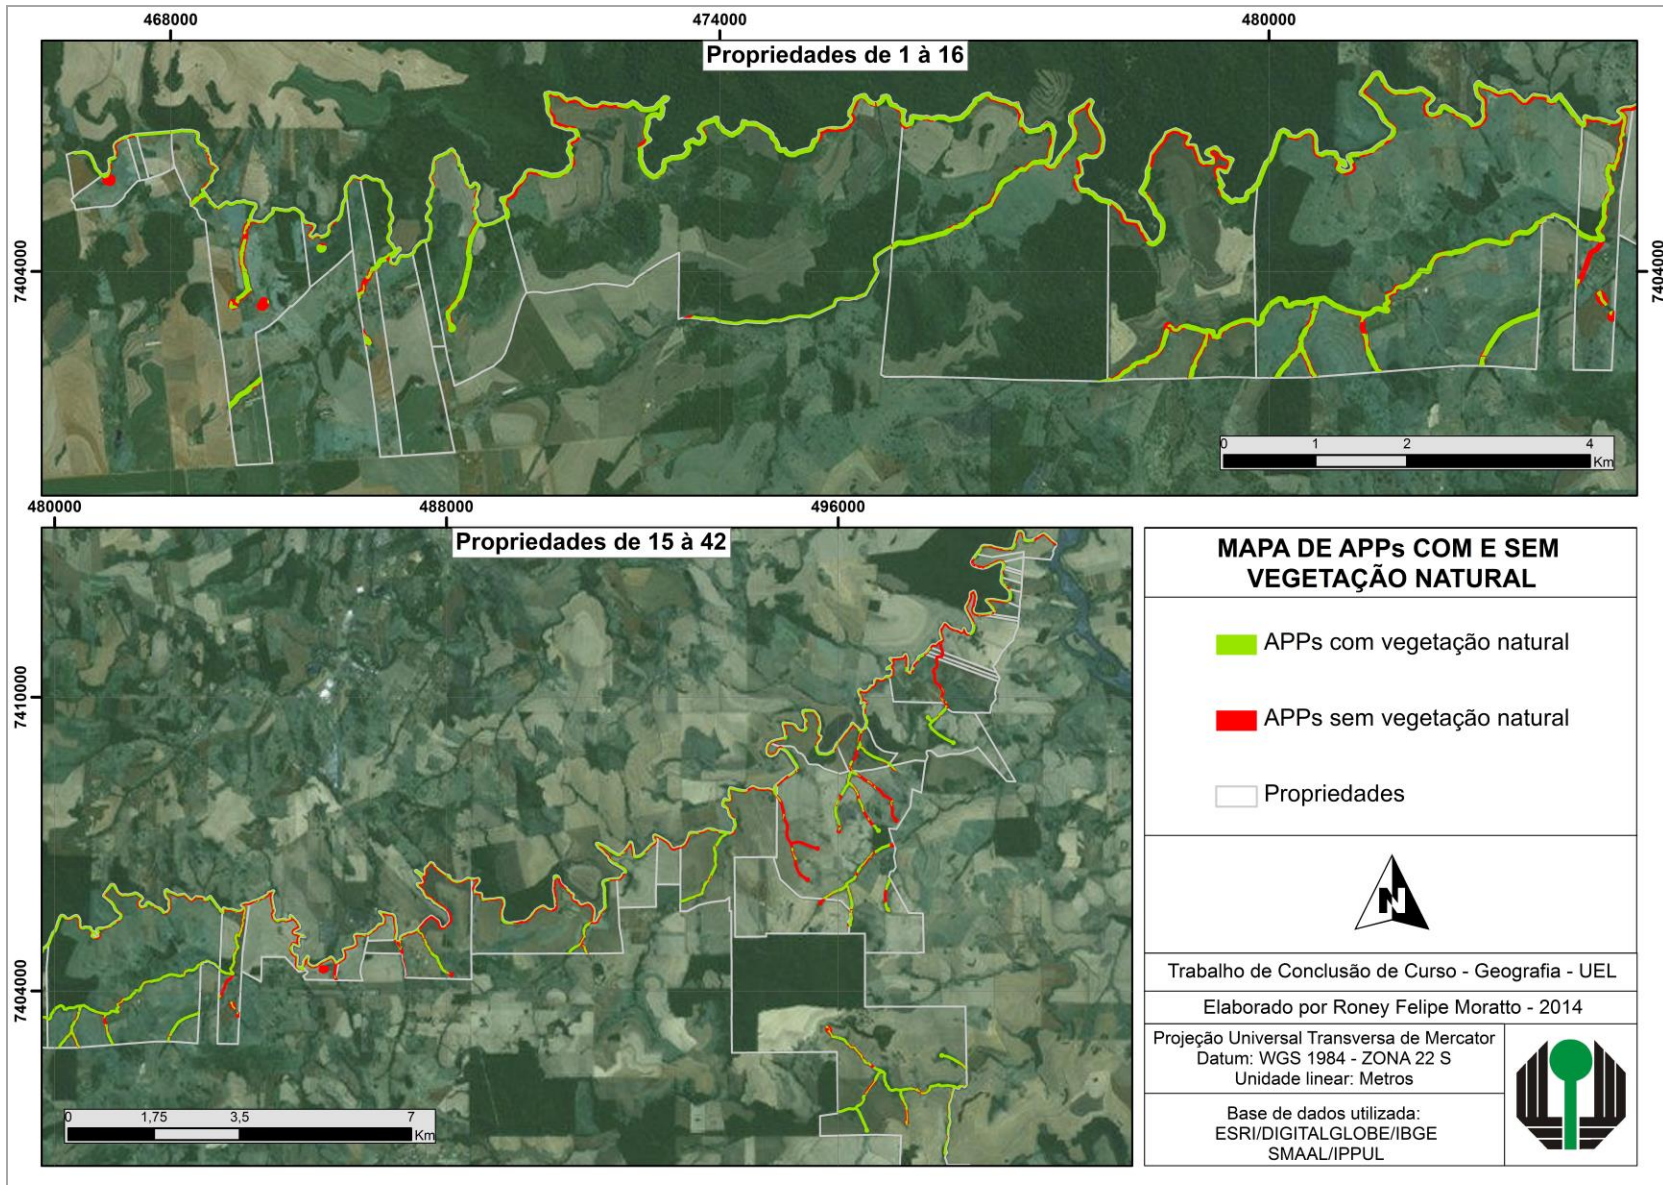 468000
474000
480000
Propriedades de 1 à 16
7404000
7404000
0 1 2 4
Km
480000
488000
496000
Propriedades de 15 à 42
7410000
7404000
0 1,75 3,5 7
Km
MAPA DE APPs COM E SEM
VEGETAÇÃO NATURAL
APPs com vegetação natural
APPs sem vegetação natural
Propriedades
N
Trabalho de Conclusão de Curso - Geografia - UEL
Elaborado por Roney Felipe Moratto - 2014
Projeção Universal Transversa de Mercator
Datum: WGS 1984 - ZONA 22 S
Unidade linear: Metros
Base de dados utilizada:
ESRI/DIGITALGLOBE/IBGE
SMAAL/IPPUL